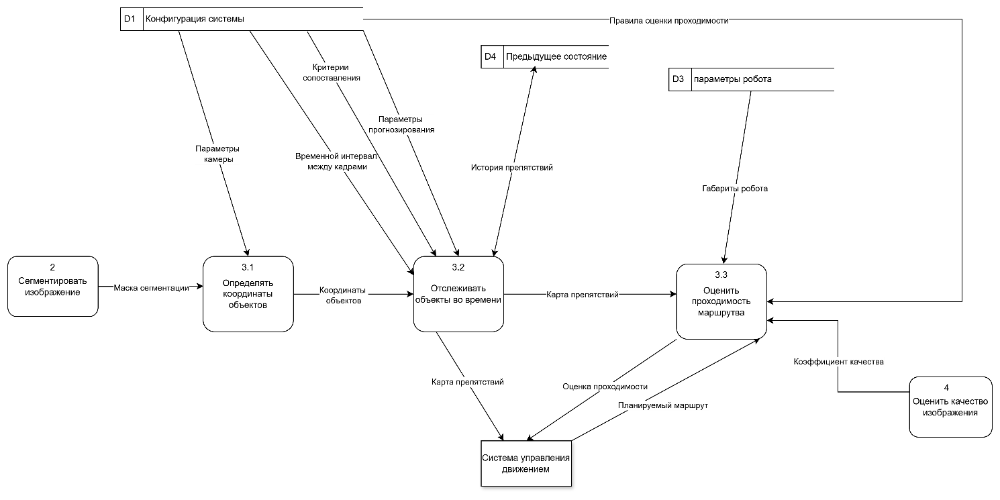 D1 Конфигурация системы
Правила оценки проходимости
D4 Предыдущее состояние
Критерии
сопоставления
D3 параметры робота
Параметры
прогнозирования
Параметры
камеры
Временной интервал
между кадрами
История препятствий
Габариты робота
2
Сегментировать
изображение
Маска сегментации
3.1
Определять
координаты
объектов
Координаты
объектов
3.2
Отслеживать
объекты во времени
Карта препятствий
3.3
Оценить
проходимость
маршрутва
Коэффициент качества
Карта препятствий
Оценка проходимости
Планируемый маршрут
4
Оценить качество
изображения
Система управления
движением